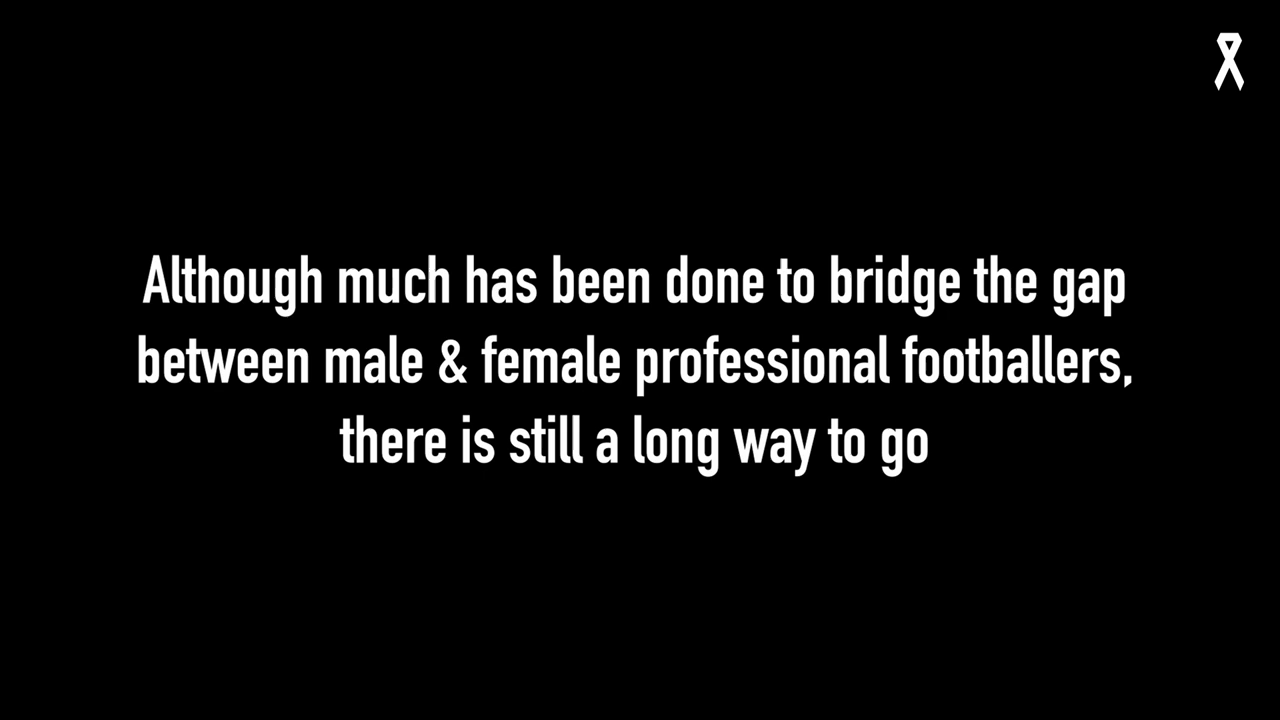 Although much has been done to bridge the gap
between male & female professional footballers,
there is still a long way to go